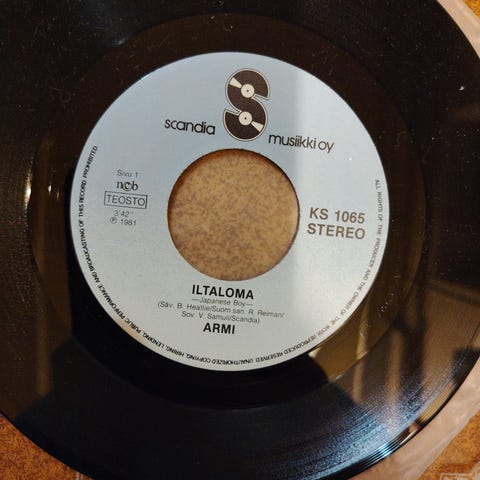 scandia S musiikki oy
Sivu 1
ncb
TEOSTO
3'42"
℗ 1981
KS 1065
STEREO
ILTALOMA
—Japanese Boy—
(Säv. B. Heatlie/Suom san. R. Reiman/
Sov. V. Samuli/Scandia)
ARMI
ALL RIGHTS OF THE PRODUCER AND THE OWNER OF THE WORK REPRODUCED RESERVED. UNAUTHORIZED COPYING, HIRING, LENDING, PUBLIC PERFORMANCE AND BROADCASTING OF THIS RECORD PROHIBITED.